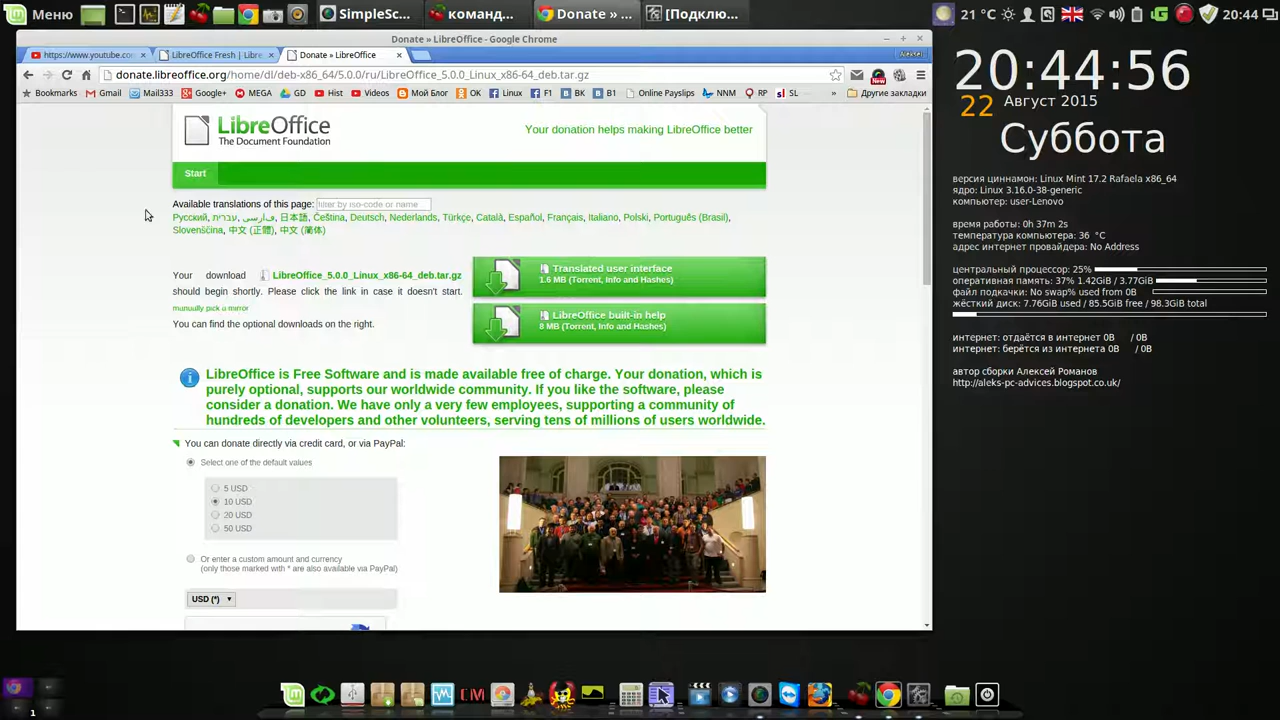 Меню
SimpleSc...
команд...
Donate » ...
[Подклю...
21 °C
20:44
Donate » LibreOffice - Google Chrome
https://www.youtube.com
LibreOffice Fresh | Libre
Donate » LibreOffice
donate.libreoffice.org/home/dl/deb-x86_64/5.0.0/ru/LibreOffice_5.0.0_Linux_x86-64_deb.tar.gz
Bookmarks
Gmail
Mail333
Google+
MEGA
GD
Hist
Videos
Мой Блог
OK
Linux
F1
ВК
B1
Online Payslips
NNM
RP
SL
»
Другие закладки
LibreOffice
The Document Foundation
Your donation helps making LibreOffice better
Start
Available translations of this page: filter by iso-code or name
Русский, עברית, فارسی, 日本語, Čeština, Deutsch, Nederlands, Türkçe, Català, Español, Français, Italiano, Polski, Português (Brasil),
Slovenščina, 中文 (正體), 中文 (简体)
Your download LibreOffice_5.0.0_Linux_x86-64_deb.tar.gz
should begin shortly. Please click the link in case it doesn't start.
manually pick a mirror
You can find the optional downloads on the right.
Translated user interface
1.6 MB (Torrent, Info and Hashes)
LibreOffice built-in help
8 MB (Torrent, Info and Hashes)
LibreOffice is Free Software and is made available free of charge. Your donation, which is
purely optional, supports our worldwide community. If you like the software, please
consider a donation. We have only a very few employees, supporting a community of
hundreds of developers and other volunteers, serving tens of millions of users worldwide.
You can donate directly via credit card, or via PayPal:
Select one of the default values
5 USD
10 USD
20 USD
50 USD
Or enter a custom amount and currency
(only those marked with * are also available via PayPal)
USD (*)
20:44:56
22
Август 2015
Суббота
версия циннамон: Linux Mint 17.2 Rafaela x86_64
ядро: Linux 3.16.0-38-generic
компьютер: user-Lenovo
время работы: 0h 37m 2s
температура компьютера: 36 °C
адрес интернет провайдера: No Address
центральный процессор: 25%
оперативная память: 37% 1.42GiB / 3.77GiB
файл подкачки: No swap% used from 0B
жёсткий диск: 7.76GiB used / 85.5GiB free / 98.3GiB total
интернет: отдаётся в интернет 0B / 0B
интернет: берётся из интернета 0B / 0B
автор сборки Алексей Романов
http://aleks-pc-advices.blogspot.co.uk/
1